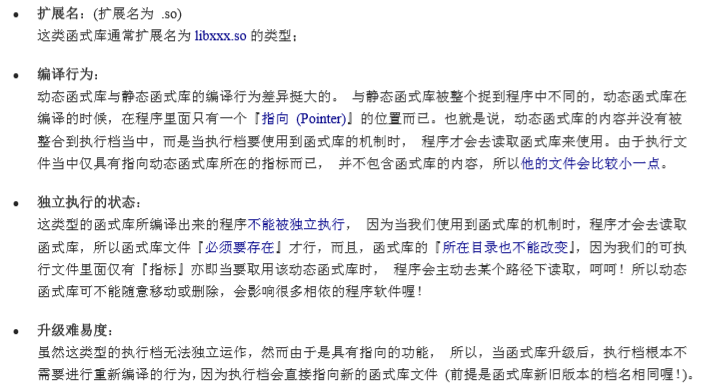 ● 扩展名：(扩展名为 .so)
这类函式库通常扩展名为 libxxx.so 的类型；
● 编译行为：
动态函式库与静态函式库的编译行为差异挺大的。 与静态函式库被整个捉到程序中不同的，动态函式库在
编译的时候，在程序里面只有一个『指向 (Pointer)』的位置而已。也就是说，动态函式库的内容并没有被
整合到执行档当中，而是当执行档要使用到函式库的机制时， 程序才会去读取函式库来使用。由于执行文
件当中仅具有指向动态函式库所在的指标而已， 并不包含函式库的内容，所以他的文件会比较小一点。
● 独立执行的状态：
这类型的函式库所编译出来的程序不能被独立执行， 因为当我们使用到函式库的机制时，程序才会去读取
函式库，所以函式库文件『必须要存在』才行，而且，函式库的『所在目录也不能改变』，因为我们的可执
行文件里面仅有『指标』亦即当要取用该动态函式库时， 程序会主动去某个路径下读取，呵呵！所以动态
函式库可不能随意移动或删除，会影响很多相依的程序软件喔！
● 升级难易度：
虽然这类型的执行档无法独立运作，然而由于是具有指向的功能， 所以，当函式库升级后，执行档根本不
需要进行重新编译的行为，因为执行档会直接指向新的函式库文件 (前提是函式库新旧版本的档名相同喔！)。